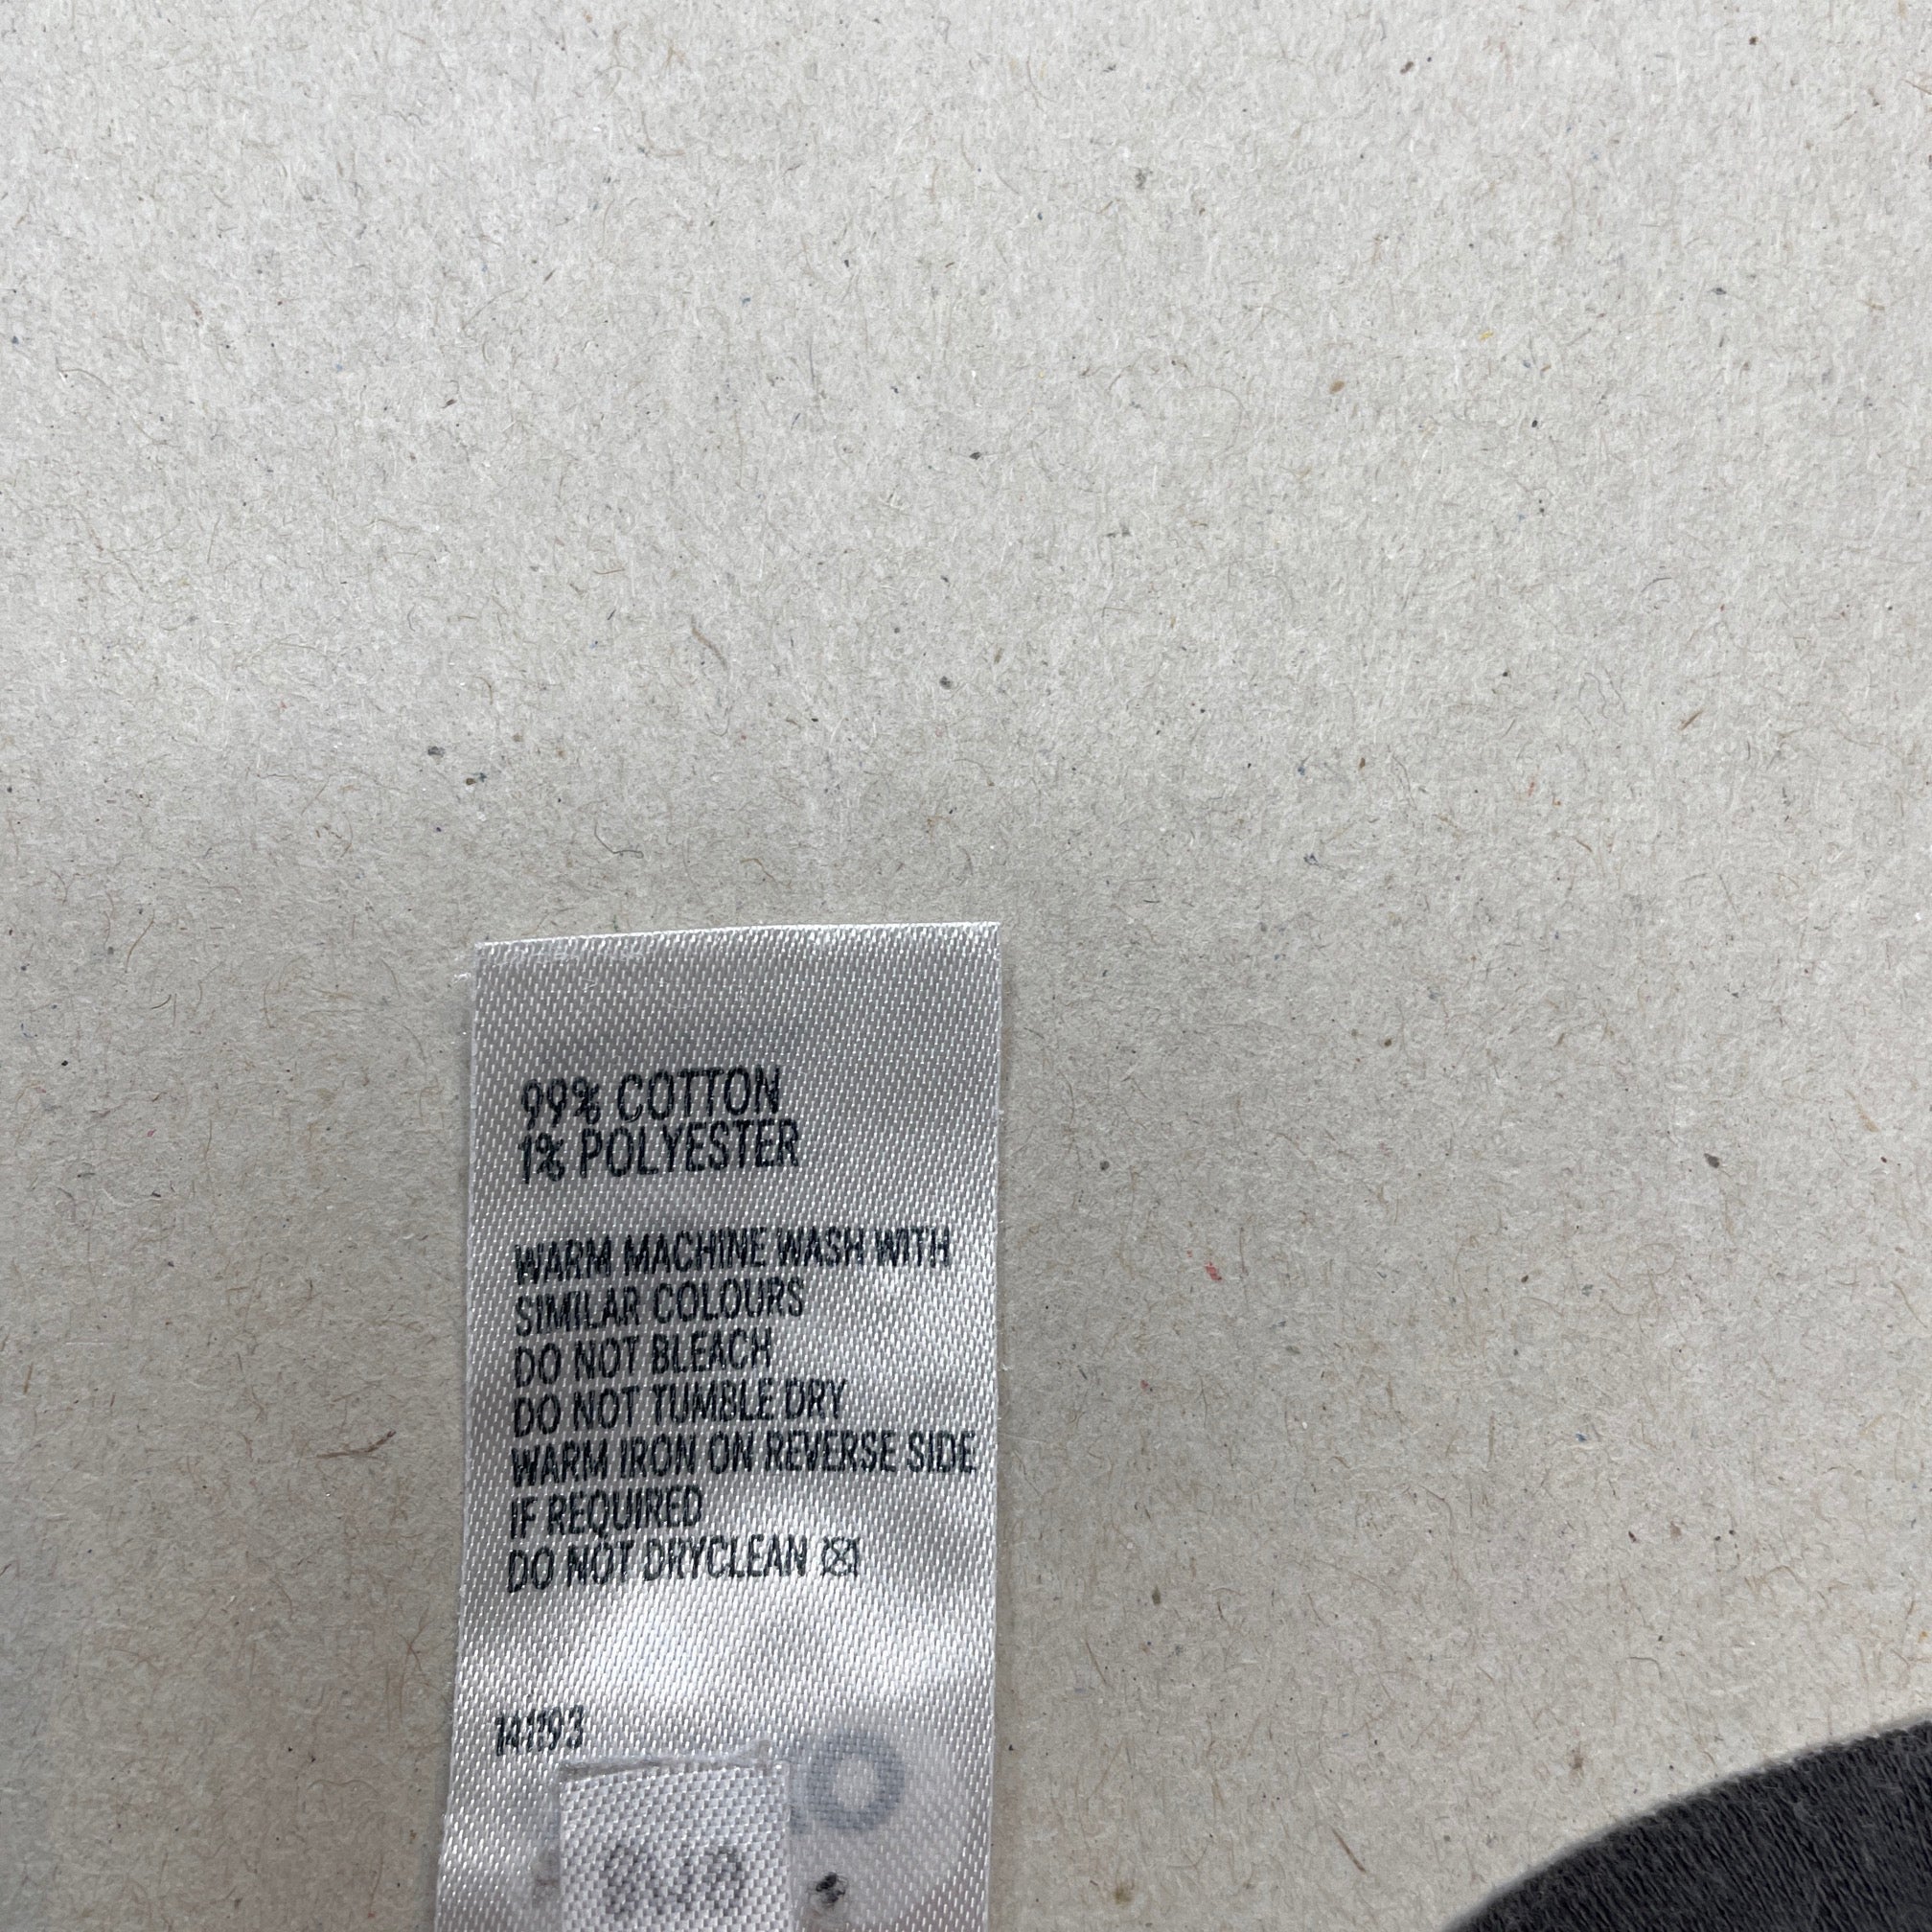 99% COTTON
1% POLYESTER
WARM MACHINE WASH WITH
SIMILAR COLOURS
DO NOT BLEACH
DO NOT TUMBLE DRY
WARM IRON ON REVERSE SIDE
IF REQUIRED
DO NOT DRYCLEAN